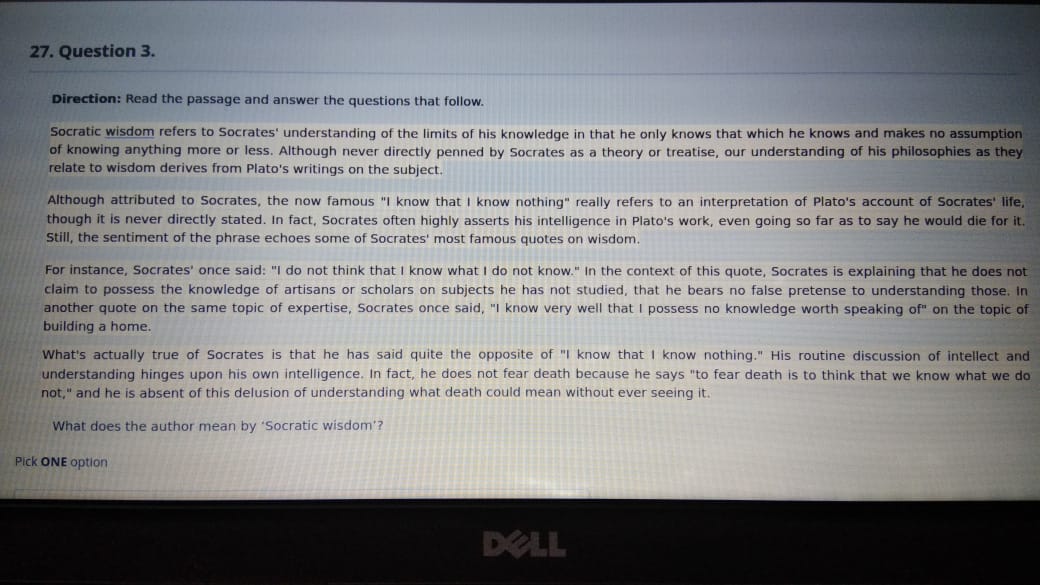 27. Question 3.
Direction: Read the passage and answer the questions that follow.
Socratic wisdom refers to Socrates' understanding of the limits of his knowledge in that he only knows that which he knows and makes no assumption
of knowing anything more or less. Although never directly penned by Socrates as a theory or treatise, our understanding of his philosophies as they
relate to wisdom derives from Plato's writings on the subject.
Although attributed to Socrates, the now famous "I know that I know nothing" really refers to an interpretation of Plato's account of Socrates' life,
though it is never directly stated. In fact, Socrates often highly asserts his intelligence in Plato's work, even going so far as to say he would die for it.
Still, the sentiment of the phrase echoes some of Socrates' most famous quotes on wisdom.
For instance, Socrates' once said: "I do not think that I know what I do not know." In the context of this quote, Socrates is explaining that he does not
claim to possess the knowledge of artisans or scholars on subjects he has not studied, that he bears no false pretense to understanding those. In
another quote on the same topic of expertise, Socrates once said, "I know very well that I possess no knowledge worth speaking of" on the topic of
building a home.
What's actually true of Socrates is that he has said quite the opposite of "I know that I know nothing." His routine discussion of intellect and
understanding hinges upon his own intelligence. In fact, he does not fear death because he says "to fear death is to think that we know what we do
not," and he is absent of this delusion of understanding what death could mean without ever seeing it.
What does the author mean by 'Socratic wisdom'?
Pick ONE option
DELL